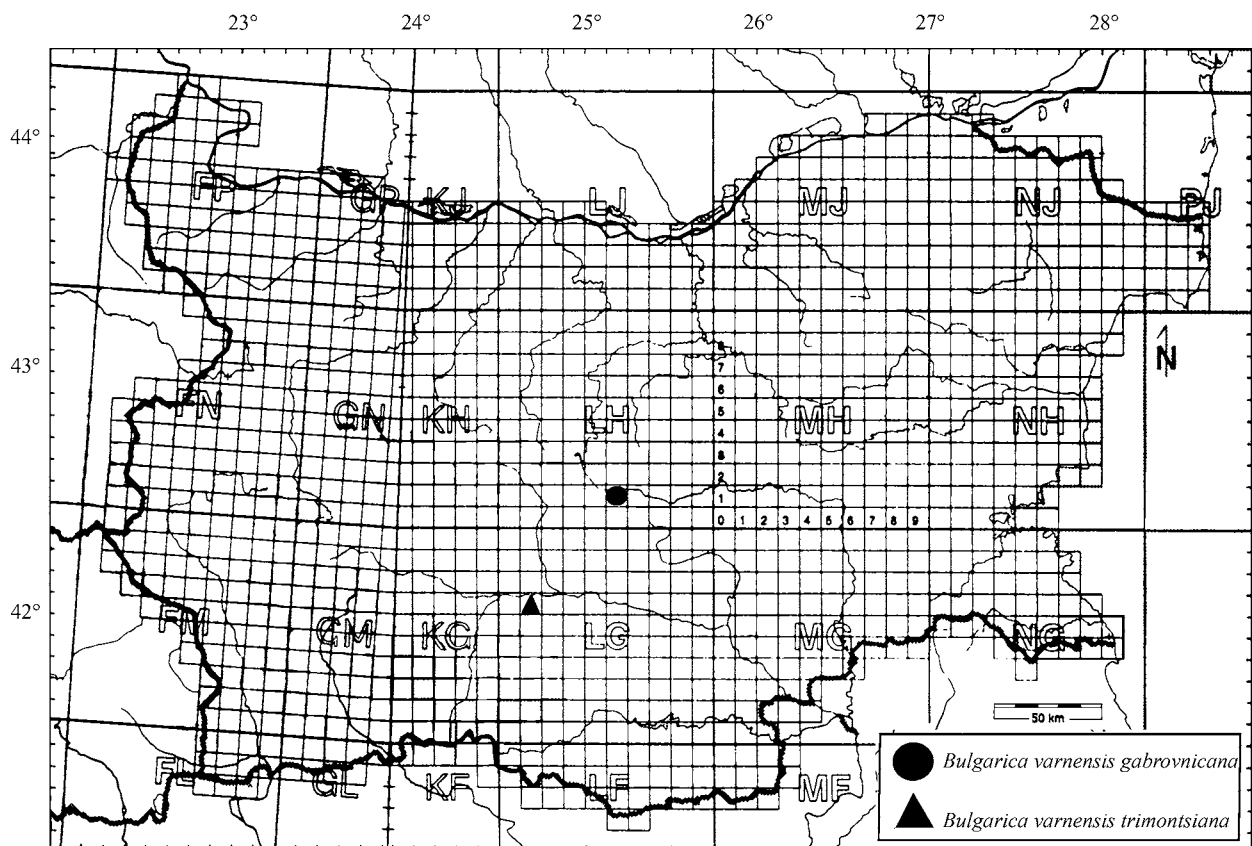 23° 24° 25° 26° 27° 28°
44°
FP GP KJ LJ MJ NJ PJ
N
43°
8
7
6
FN GN KN LH MH NH
5
4
3
2
1
0 1 2 3 4 5 6 7 8 9
42°
FM GM KG LG MG NG
50 km
GL KF LF MF
Bulgarica varnensis gabrovnicana
Bulgarica varnensis trimontsiana